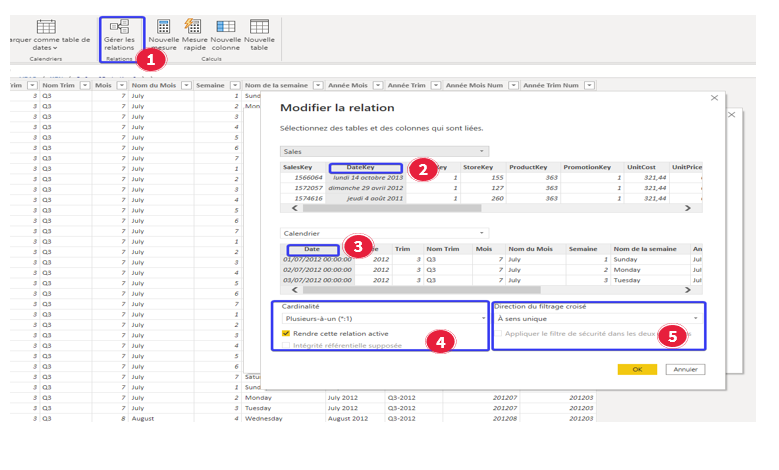 arquer comme table de
dates
Gérer les
relations
Nouvelle
mesure
Mesure
rapide
Nouvelle
colonne
Nouvelle
table
Calendriers
Relations
Calculs
1
Trim Nom Trim Mois Nom du Mois Semaine Nom de la semaine Année Mois Année Trim Année Mois Num Année Trim Num
3 Q3 7 July 1 Sund
3 Q3 7 July 2 Mon
3 Q3 7 July 3
3 Q3 7 July 4
3 Q3 7 July 5
3 Q3 7 July 6
3 Q3 7 July 7
3 Q3 7 July 1
3 Q3 7 July 2
3 Q3 7 July 3
3 Q3 7 July 4
3 Q3 7 July 5
3 Q3 7 July 6
3 Q3 7 July 7
3 Q3 7 July 1
3 Q3 7 July 2
3 Q3 7 July 3
3 Q3 7 July 4
3 Q3 7 July 5
3 Q3 7 July 6
3 Q3 7 July 7
3 Q3 7 July 1
3 Q3 7 July 2
3 Q3 7 July 3
3 Q3 7 July 4
3 Q3 7 July 5
3 Q3 7 July 6
3 Q3 7 July 7 Satu
3 Q3 7 July 1 Sund
3 Q3 7 July 2 Monday July 2012 Q3-2012 201207 201203
3 Q3 7 July 3 Tuesday July 2012 Q3-2012 201207 201203
3 Q3 8 August 4 Wednesday August 2012 Q3-2012 201208 201203
Modifier la relation
Sélectionnez des tables et des colonnes qui sont liées.
Sales
SalesKey DateKey Key StoreKey ProductKey PromotionKey UnitCost UnitPrice
2
1566064 lundi 14 octobre 2013 1 155 363 1 321,44
1572057 dimanche 29 avril 2012 1 127 363 1 321,44
1574616 jeudi 4 août 2011 1 260 363 1 321,44
Calendrier
3
Date Trim Nom Trim Mois Nom du Mois Semaine Nom de la semaine An
01/07/2012 00:00:00 2012 3 Q3 7 July 1 Sunday Jul
02/07/2012 00:00:00 2012 3 Q3 7 July 2 Monday Jul
03/07/2012 00:00:00 2012 3 Q3 7 July 3 Tuesday Jul
Cardinalité
Plusieurs-à-un (*:1)
Rendre cette relation active
Intégrité référentielle supposée
4
Direction du filtrage croisé
À sens unique
Appliquer le filtre de sécurité dans les deux
5
OK
Annuler